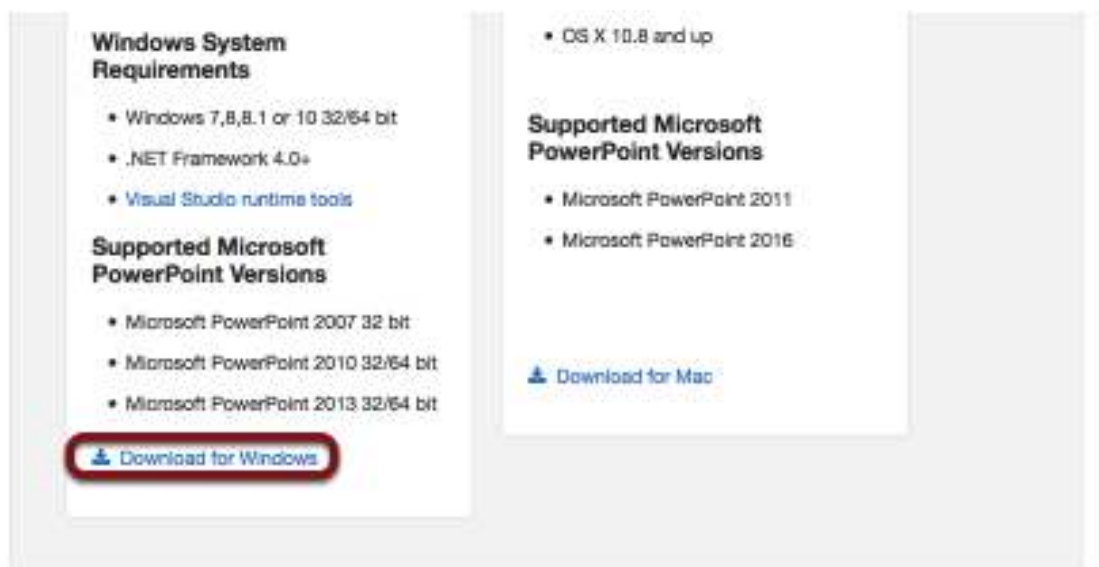 Windows System
Requirements
• Windows 7,8,8.1 or 10 32/64 bit
• .NET Framework 4.0+
• Visual Studio runtime tools
Supported Microsoft
PowerPoint Versions
• Microsoft PowerPoint 2007 32 bit
• Microsoft PowerPoint 2010 32/64 bit
• Microsoft PowerPoint 2013 32/64 bit
Download for Windows
• OS X 10.8 and up
Supported Microsoft
PowerPoint Versions
• Microsoft PowerPoint 2011
• Microsoft PowerPoint 2016
Download for Mac